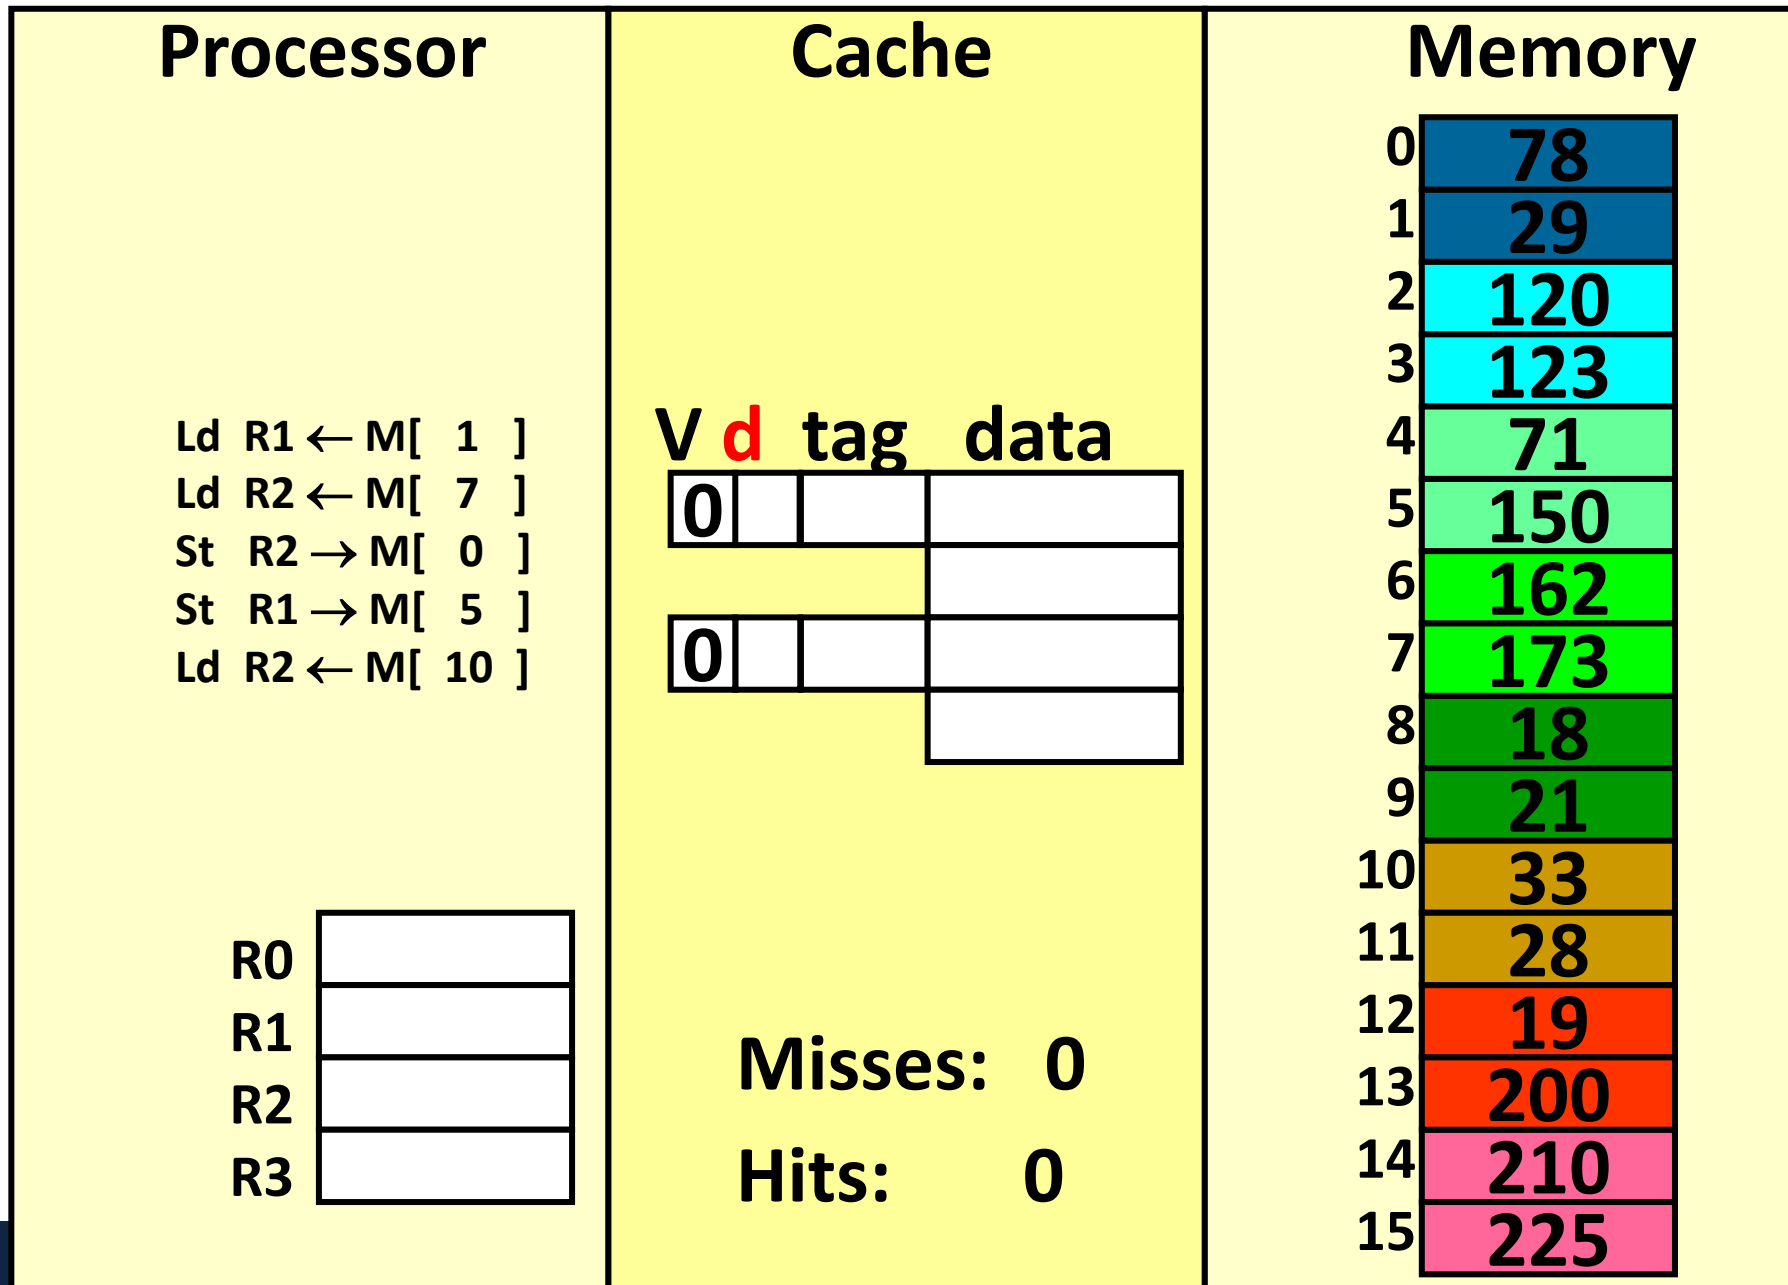 Processor
Ld R1 ← M[ 1 ]
Ld R2 ← M[ 7 ]
St R2 → M[ 0 ]
St R1 → M[ 5 ]
Ld R2 ← M[ 10 ]
R0
R1
R2
R3
Cache
V d tag data
0
0
Misses: 0
Hits: 0
Memory
0 78
1 29
2 120
3 123
4 71
5 150
6 162
7 173
8 18
9 21
10 33
11 28
12 19
13 200
14 210
15 225